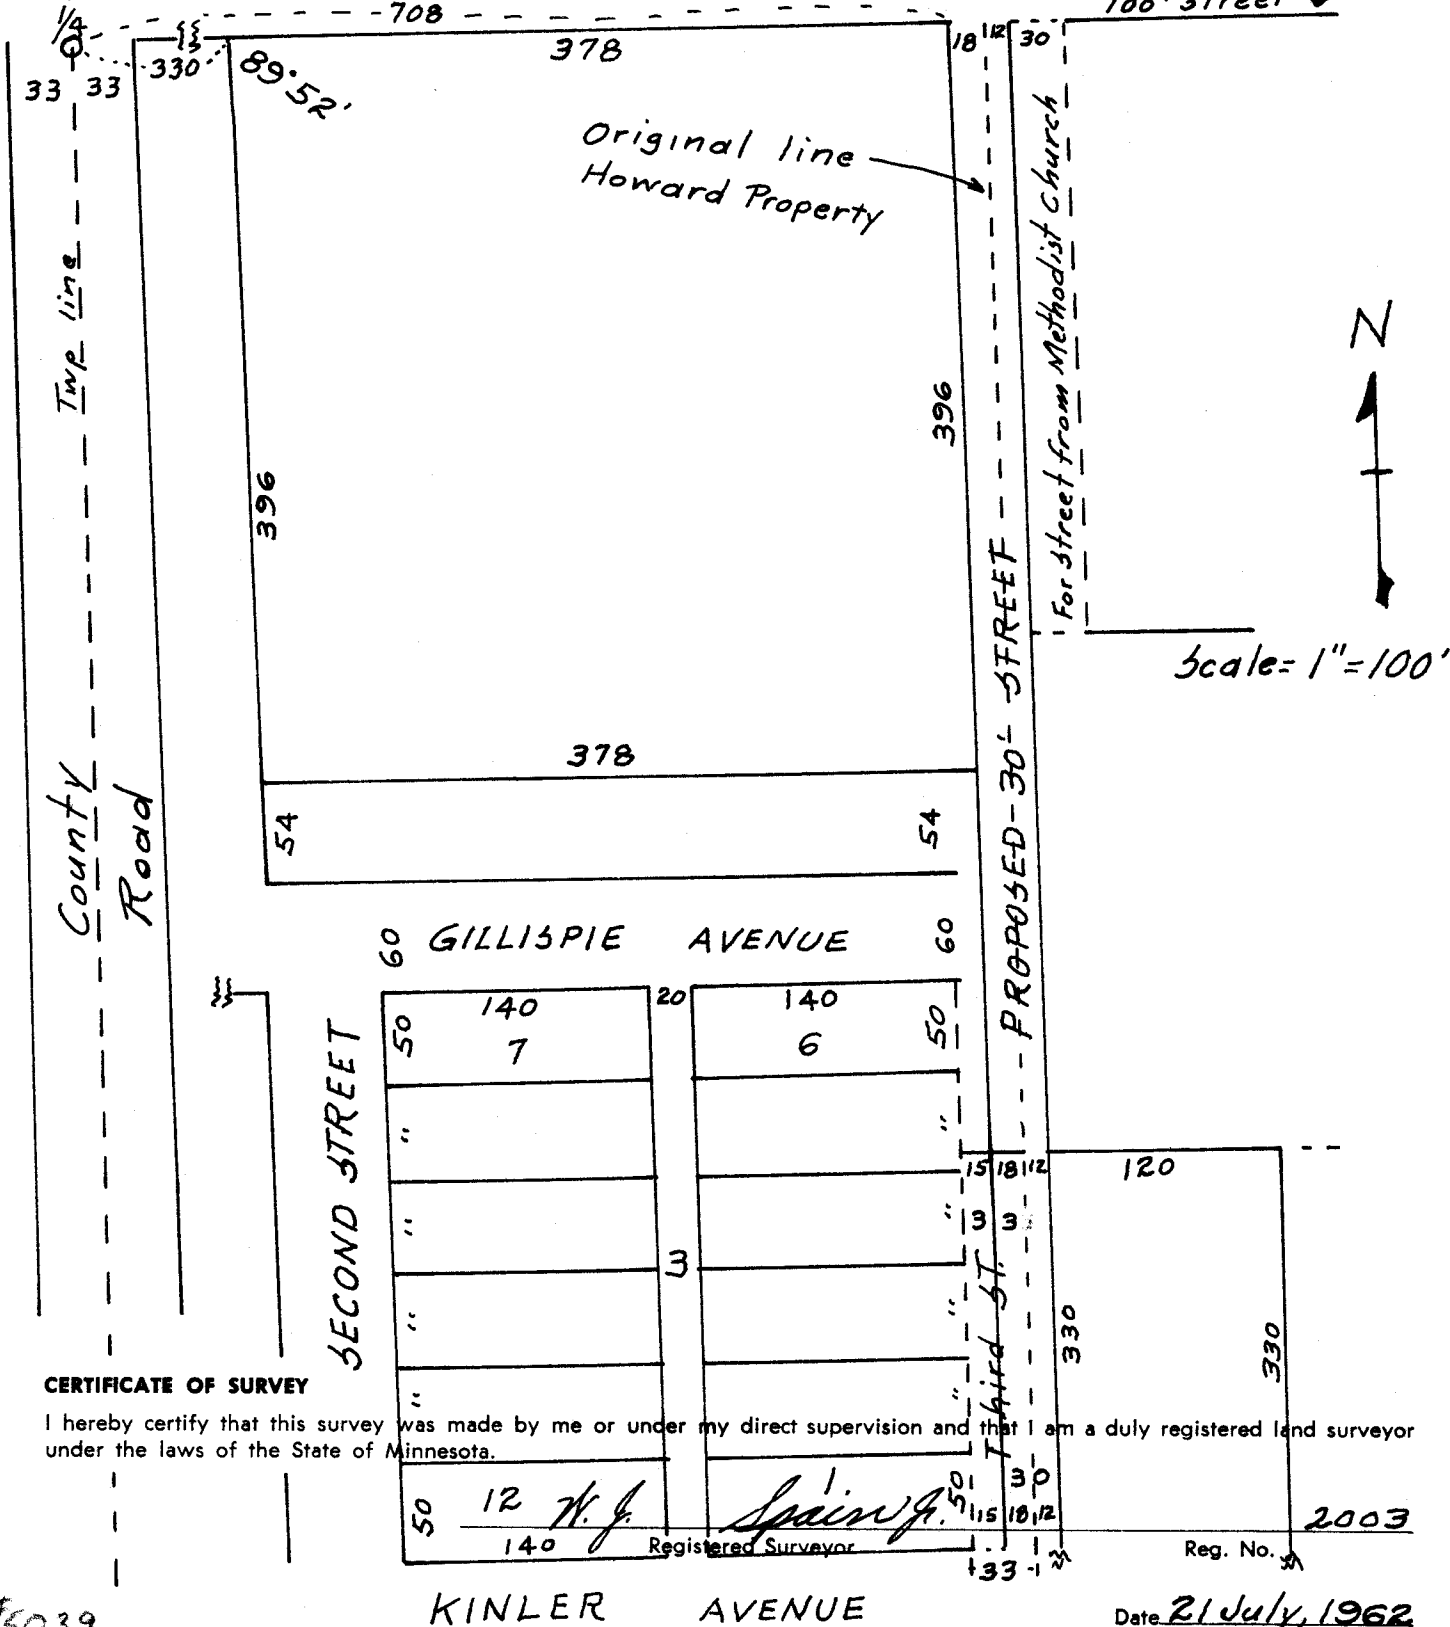 1/4
708
100' Street
33 33
330
89°52'
378
18 12 30
Original line
Howard Property
For Street from Methodist Church
Twp line
N
396
396
Scale= 1"=100'
378
54
54
County
Road
PROPOSED-30'-STREET
60 GILLISPIE AVENUE 60
140
20
140
50
7
6
50
SECOND STREET
"
"
15 18 12
120
"
"
33
3
"
"
Third ST.
330
330
"
"
CERTIFICATE OF SURVEY
I hereby certify that this survey was made by me or under my direct supervision and that I am a duly registered land surveyor
under the laws of the State of Minnesota.
30
50
12
1
50
15 18 12
W. J. Spain Jr.
2003
140
Registered Surveyor
Reg. No.
33
KINLER AVENUE
Date 21 July, 1962
5039